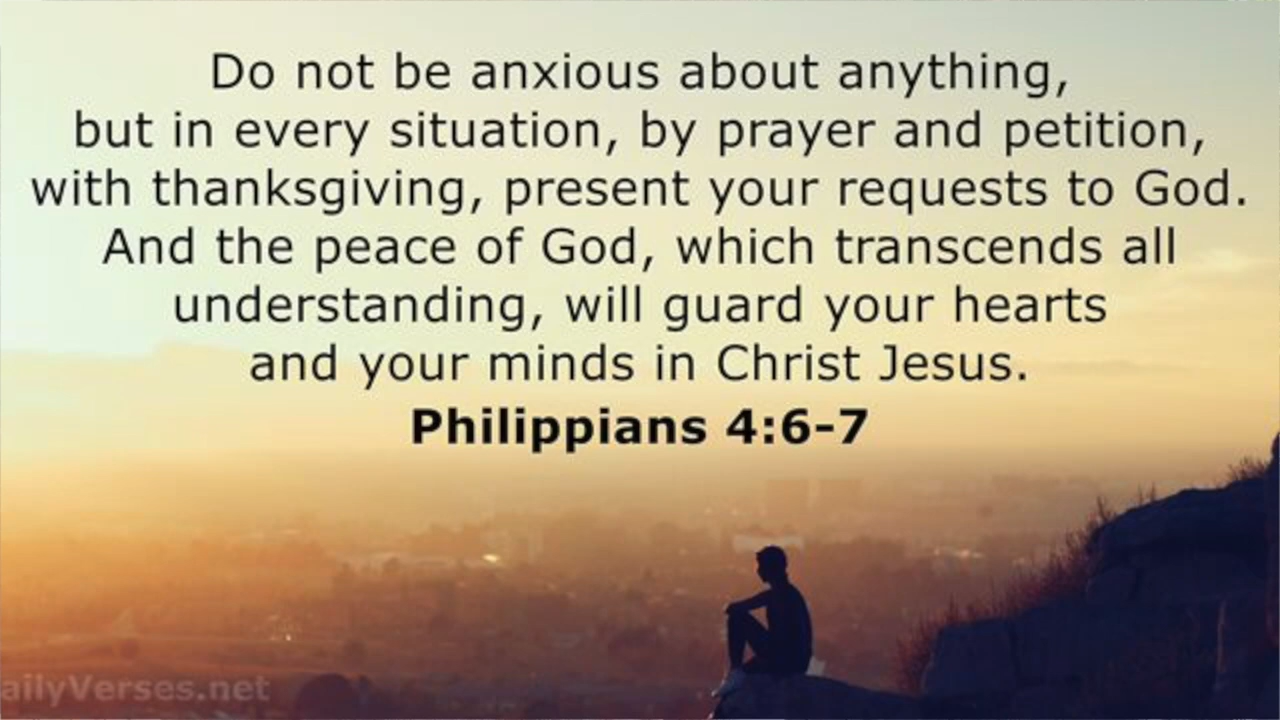 Do not be anxious about anything,
but in every situation, by prayer and petition,
with thanksgiving, present your requests to God.
And the peace of God, which transcends all
understanding, will guard your hearts
and your minds in Christ Jesus.
Philippians 4:6-7
ailyVerses.net